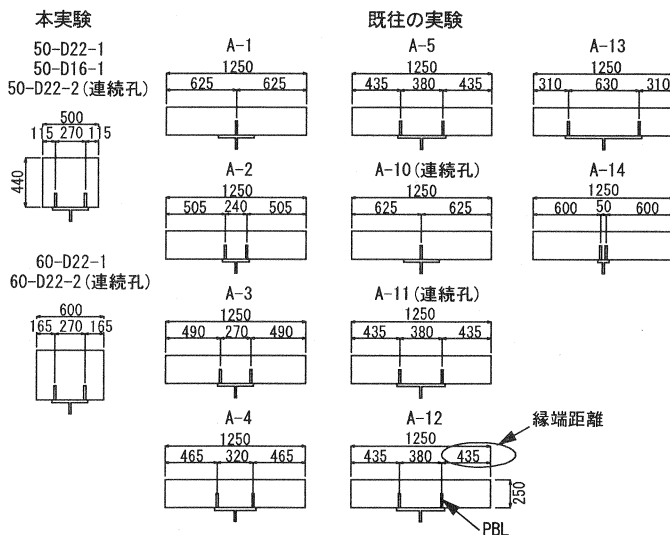 本実験
50-D22-1
50-D16-1
50-D22-2(連続孔)
500
115 270 115
440
60-D22-1
60-D22-2(連続孔)
600
165 270 165
既往の実験
A-1
1250
625 625
A-2
1250
505 240 505
A-3
1250
490 270 490
A-4
1250
465 320 465
A-5
1250
435 380 435
A-10(連続孔)
1250
625 625
A-11(連続孔)
1250
435 380 435
A-12
1250
435 380 435
縁端距離
250
PBL
A-13
1250
310 630 310
A-14
1250
600 50 600